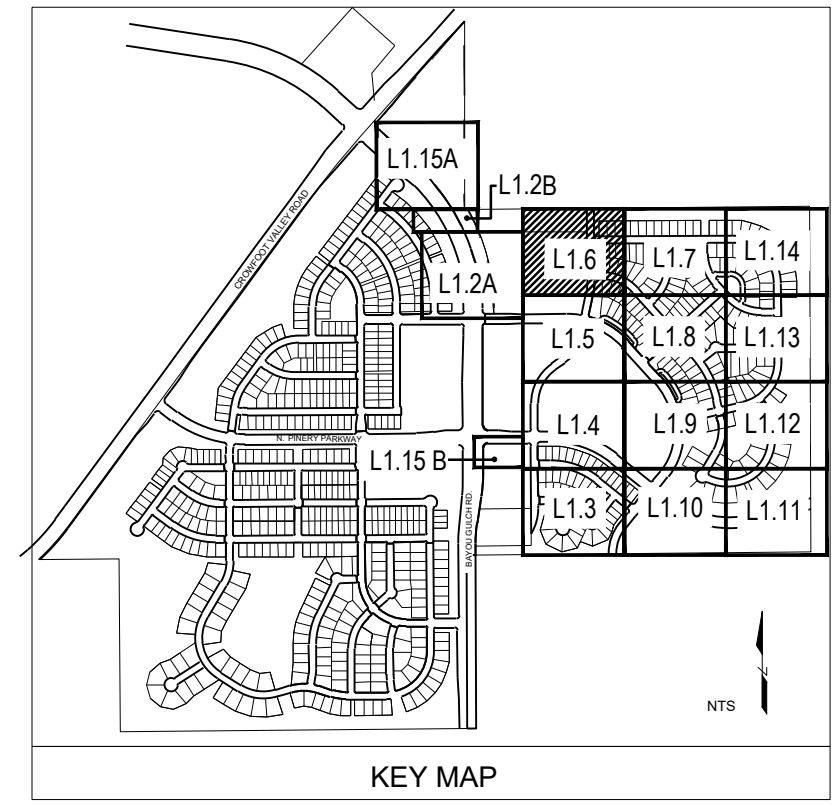 L1.15A
L1.2B
CROWFOOT VALLEY ROAD
L1.6
L1.7
L1.14
L1.2A
L1.5
L1.8
L1.13
N. PINERY PARKWAY
L1.4
L1.9
L1.12
L1.15 B
L1.3
L1.10
L1.11
BAYOU GULCH RD.
NTS
Z
KEY MAP